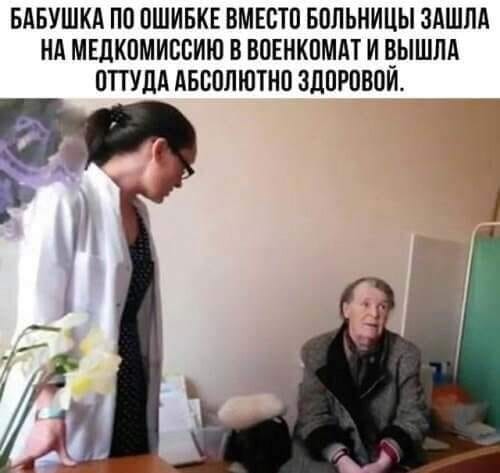 БАБУШКА ПО ОШИБКЕ ВМЕСТО БОЛЬНИЦЫ ЗАШЛА
НА МЕДКОМИССИЮ В ВОЕНКОМАТ И ВЫШЛА
ОТТУДА АБСОЛЮТНО ЗДОРОВОЙ.